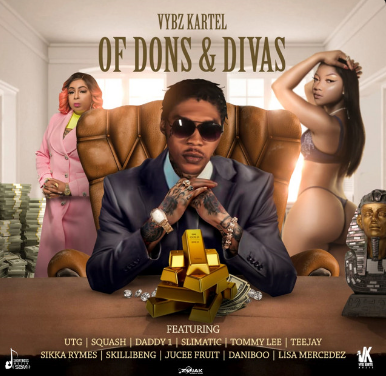 VYBZ KARTEL
OF DONS & DIVAS
FEATURING
UTG | SQUASH | DADDY 1 | SLIMATIC | TOMMY LEE | TEEJAY
SIKKA RYMES | SKILLIBENG | JUCEE FRUIT | DANIBOO | LISA MERCEDEZ